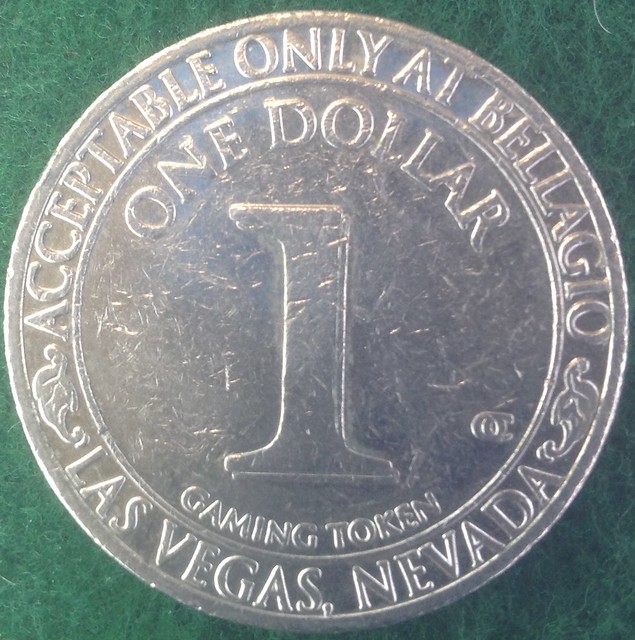 ACCEPTABLE ONLY AT BELLAGIO
ONE DOLLAR
1
GAMING TOKEN
LAS VEGAS, NEVADA